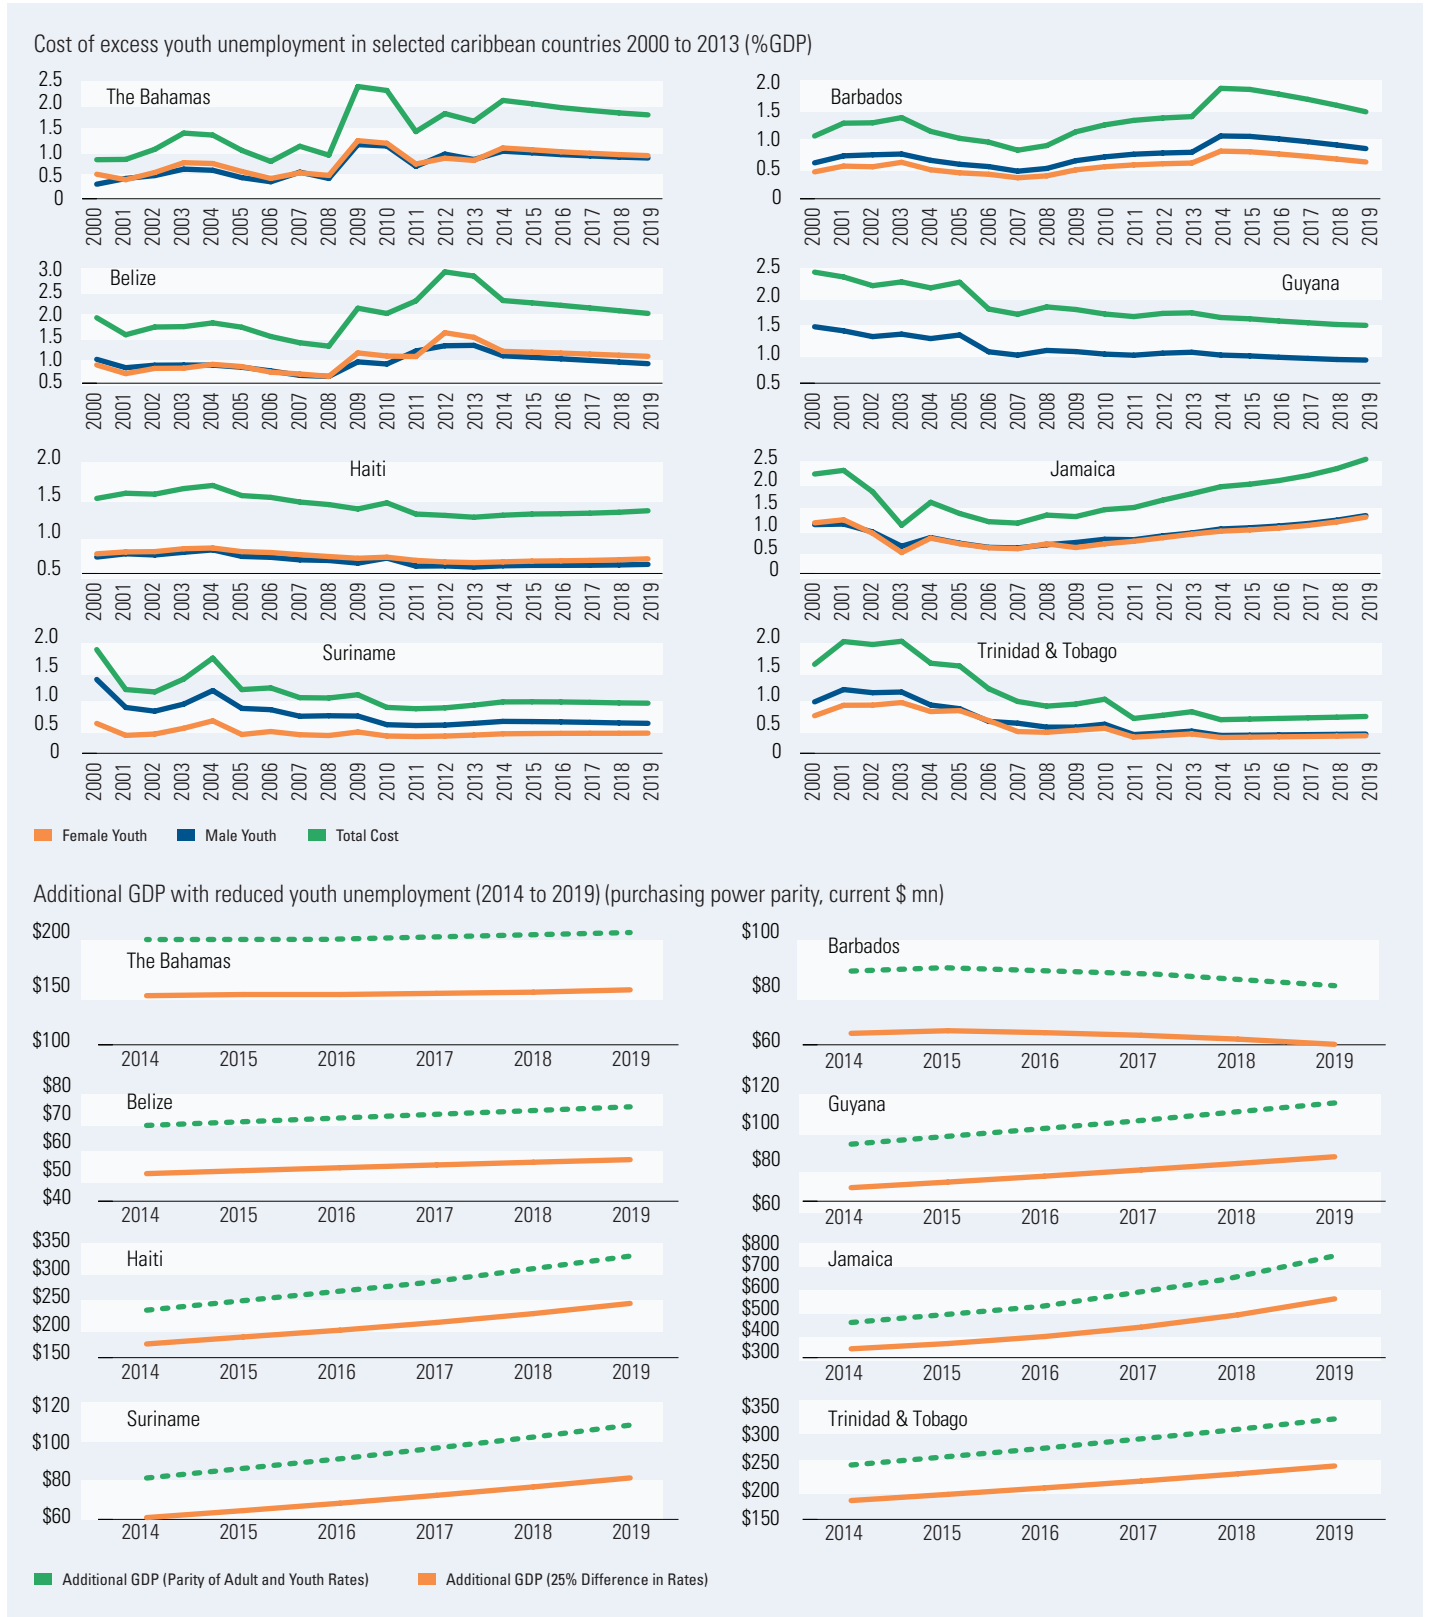 Cost of excess youth unemployment in selected caribbean countries 2000 to 2013 (%GDP)
The Bahamas
2.5
2.0
1.5
1.0
0.5
0
2000 2001 2002 2003 2004 2005 2006 2007 2008 2009 2010 2011 2012 2013 2014 2015 2016 2017 2018 2019
Barbados
2.0
1.5
1.0
0.5
0
2000 2001 2002 2003 2004 2005 2006 2007 2008 2009 2010 2011 2012 2013 2014 2015 2016 2017 2018 2019
Belize
3.0
2.5
2.0
1.5
1.0
0.5
2000 2001 2002 2003 2004 2005 2006 2007 2008 2009 2010 2011 2012 2013 2014 2015 2016 2017 2018 2019
Guyana
2.5
2.0
1.5
1.0
0.5
2000 2001 2002 2003 2004 2005 2006 2007 2008 2009 2010 2011 2012 2013 2014 2015 2016 2017 2018 2019
Haiti
2.0
1.5
1.0
0.5
2000 2001 2002 2003 2004 2005 2006 2007 2008 2009 2010 2011 2012 2013 2014 2015 2016 2017 2018 2019
Jamaica
2.5
2.0
1.5
1.0
0.5
0
2000 2001 2002 2003 2004 2005 2006 2007 2008 2009 2010 2011 2012 2013 2014 2015 2016 2017 2018 2019
Suriname
2.0
1.5
1.0
0.5
0
2000 2001 2002 2003 2004 2005 2006 2007 2008 2009 2010 2011 2012 2013 2014 2015 2016 2017 2018 2019
Trinidad & Tobago
2.0
1.5
1.0
0.5
0
2000 2001 2002 2003 2004 2005 2006 2007 2008 2009 2010 2011 2012 2013 2014 2015 2016 2017 2018 2019
Female Youth Male Youth Total Cost
Additional GDP with reduced youth unemployment (2014 to 2019) (purchasing power parity, current $ mn)
The Bahamas
$200
$150
$100
2014 2015 2016 2017 2018 2019
Barbados
$100
$80
$60
2014 2015 2016 2017 2018 2019
Belize
$80
$70
$60
$50
$40
2014 2015 2016 2017 2018 2019
Guyana
$120
$100
$80
$60
2014 2015 2016 2017 2018 2019
Haiti
$350
$300
$250
$200
$150
2014 2015 2016 2017 2018 2019
Jamaica
$800
$700
$600
$500
$400
$300
2014 2015 2016 2017 2018 2019
Suriname
$120
$100
$80
$60
2014 2015 2016 2017 2018 2019
Trinidad & Tobago
$350
$300
$250
$200
$150
2014 2015 2016 2017 2018 2019
Additional GDP (Parity of Adult and Youth Rates) Additional GDP (25% Difference in Rates)